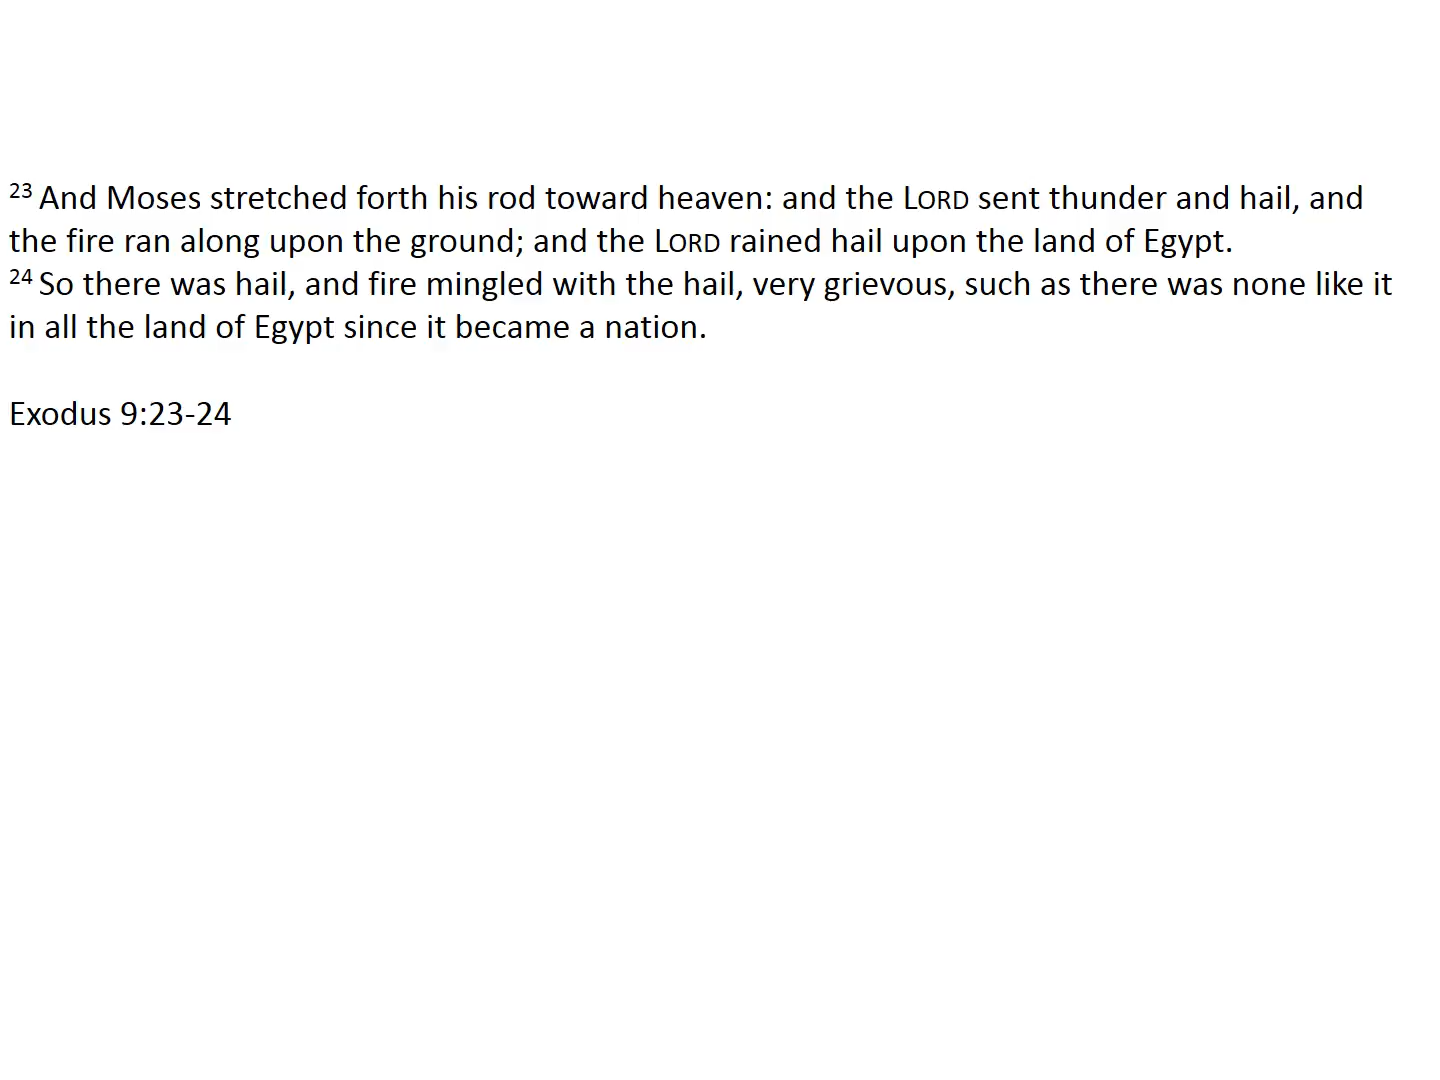 23 And Moses stretched forth his rod toward heaven: and the LORD sent thunder and hail, and
the fire ran along upon the ground; and the LORD rained hail upon the land of Egypt.
24 So there was hail, and fire mingled with the hail, very grievous, such as there was none like it
in all the land of Egypt since it became a nation.
Exodus 9:23-24